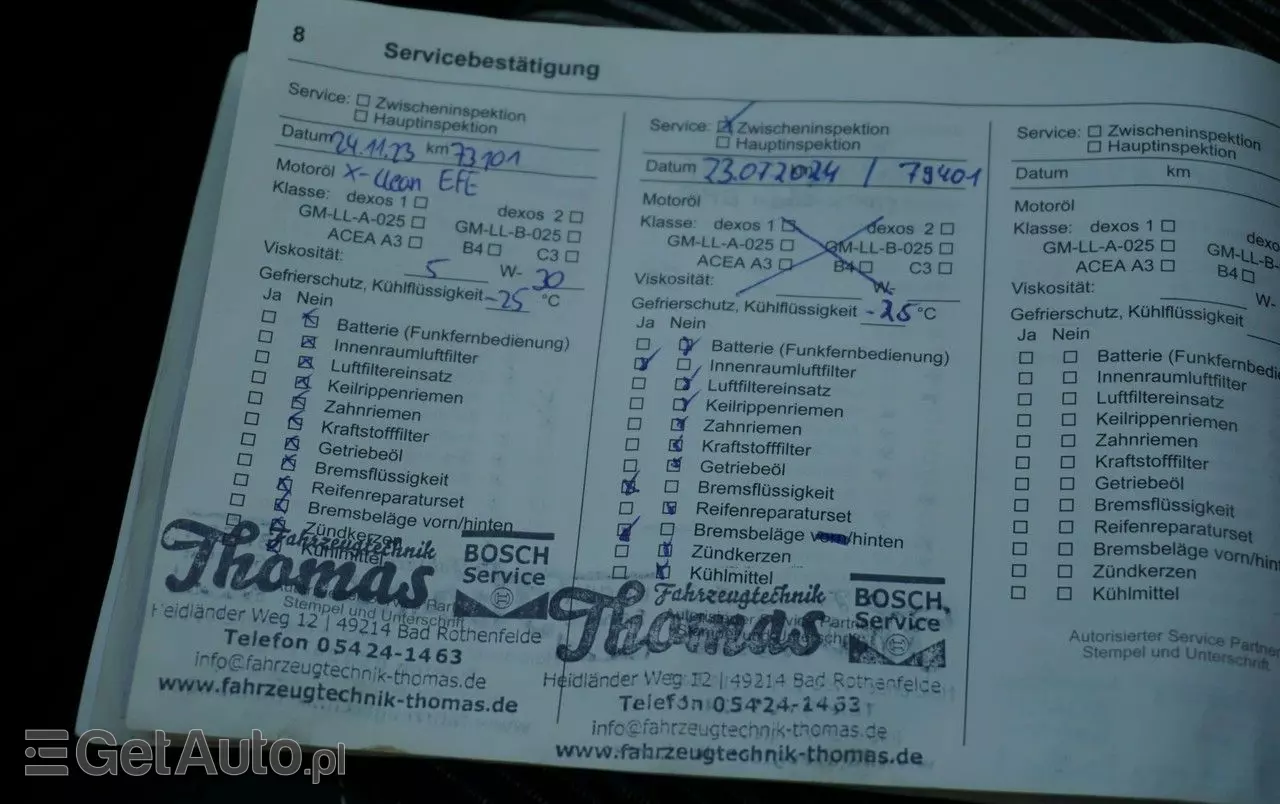 8
Servicebestätigung
Service: Zwischeninspektion
Hauptinspektion
Datum 24.11.23 km 73101
Motoröl X-Clean EFE
Klasse: dexos 1 dexos 2
GM-LL-A-025 GM-LL-B-025
ACEA A3 B4 C3
Viskosität: 5 W- 30
Gefrierschutz, Kühlflüssigkeit -25 °C
Ja Nein
Batterie (Funkfernbedienung)
Innenraumluftfilter
Luftfiltereinsatz
Keilrippenriemen
Zahnriemen
Kraftstofffilter
Getriebeöl
Bremsflüssigkeit
Reifenreparaturset
Bremsbeläge vorn/hinten
Zündkerzen
Kühlmittel
Fahrzeugtechnik
Thomas
BOSCH
Service
Stempel und Unterschrift
Heidländer Weg 12 | 49214 Bad Rothenfelde
Telefon 05424-1463
info@fahrzeugtechnik-thomas.de
www.fahrzeugtechnik-thomas.de
Service: Zwischeninspektion
Hauptinspektion
Datum 23.07.2024 / 79401
Motoröl
Klasse: dexos 1 dexos 2
GM-LL-A-025 GM-LL-B-025
ACEA A3 B4 C3
Viskosität: W-
Gefrierschutz, Kühlflüssigkeit -25 °C
Ja Nein
Batterie (Funkfernbedienung)
Innenraumluftfilter
Luftfiltereinsatz
Keilrippenriemen
Zahnriemen
Kraftstofffilter
Getriebeöl
Bremsflüssigkeit
Reifenreparaturset
Bremsbeläge vorn/hinten
Zündkerzen
Kühlmittel
Fahrzeugtechnik
Thomas
BOSCH
Service
Heidländer Weg 12 | 49214 Bad Rothenfelde
Telefon 05424-1463
info@fahrzeugtechnik-thomas.de
www.fahrzeugtechnik-thomas.de
Service: Zwischeninspektion
Hauptinspektion
Datum km
Motoröl
Klasse: dexos 1 dexo
GM-LL-A-025 GM-LL-
ACEA A3 B4
Viskosität: W-
Gefrierschutz, Kühlflüssigkeit
Ja Nein
Batterie (Funkfernbedie
Innenraumluftfilter
Luftfiltereinsatz
Keilrippenriemen
Zahnriemen
Kraftstofffilter
Getriebeöl
Bremsflüssigkeit
Reifenreparaturset
Bremsbeläge vorn/hin
Zündkerzen
Kühlmittel
Autorisierter Service Partner
Stempel und Unterschrift
GetAuto.pl